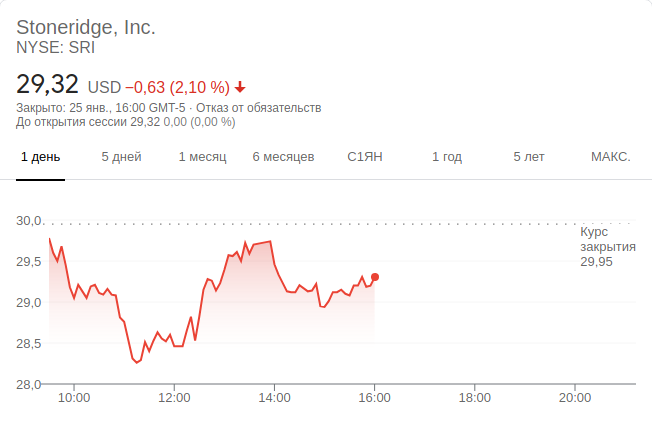 Stoneridge, Inc.
NYSE: SRI
29,32 USD −0,63 (2,10 %)
Закрыто: 25 янв., 16:00 GMT-5 · Отказ от обязательств
До открытия сессии 29,32 0,00 (0,00 %)
1 день 5 дней 1 месяц 6 месяцев С1ЯН 1 год 5 лет МАКС.
30,0
Курс
закрытия
29,95
29,5
29,0
28,5
28,0
10:00 12:00 14:00 16:00 18:00 20:00